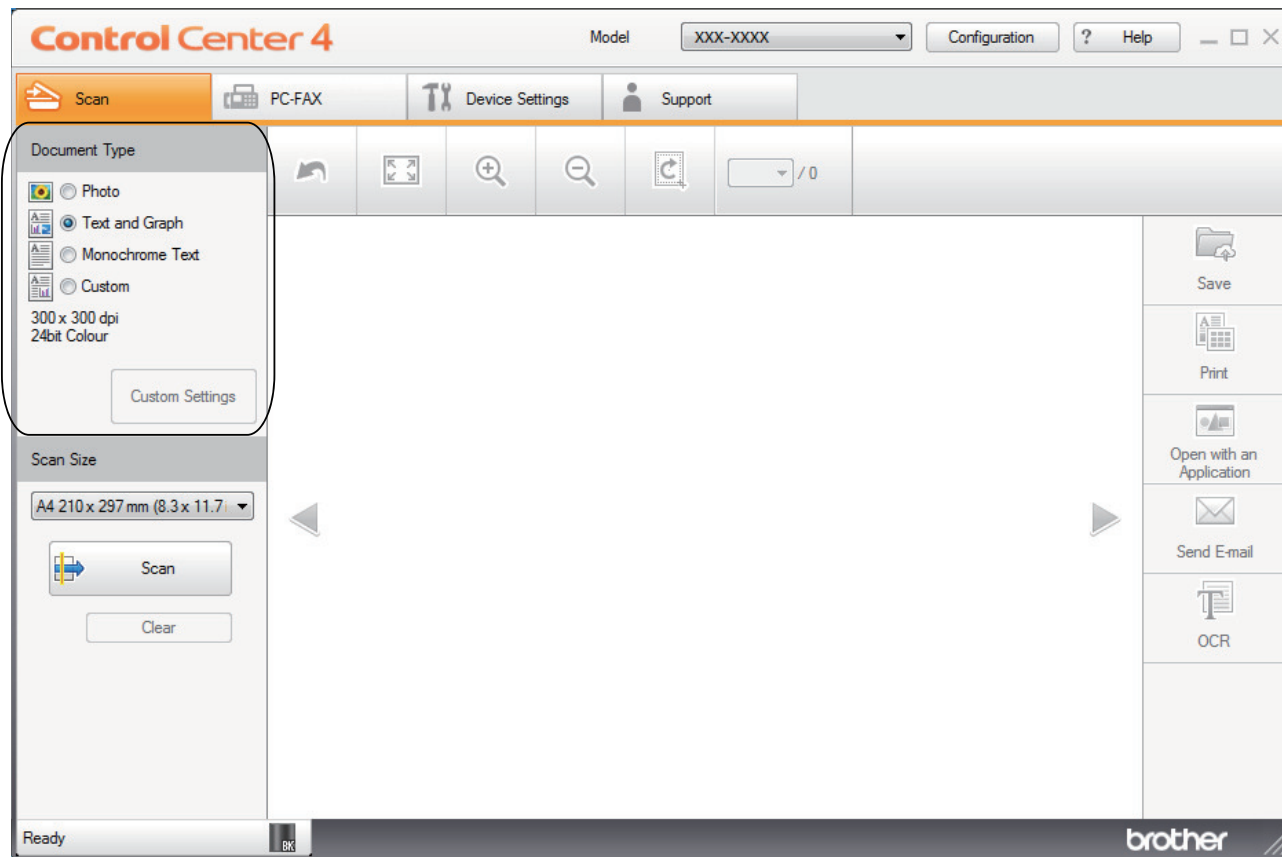 Control Center 4
Model XXX-XXXX Configuration ? Help
Scan PC-FAX Device Settings Support
Document Type
Photo
Text and Graph
Monochrome Text
Custom
300 x 300 dpi
24bit Colour
Custom Settings
/ 0
Scan Size
A4 210 x 297 mm (8.3 x 11.7
Scan
Clear
Save
Print
Open with an
Application
Send E-mail
OCR
Ready
BK
brother